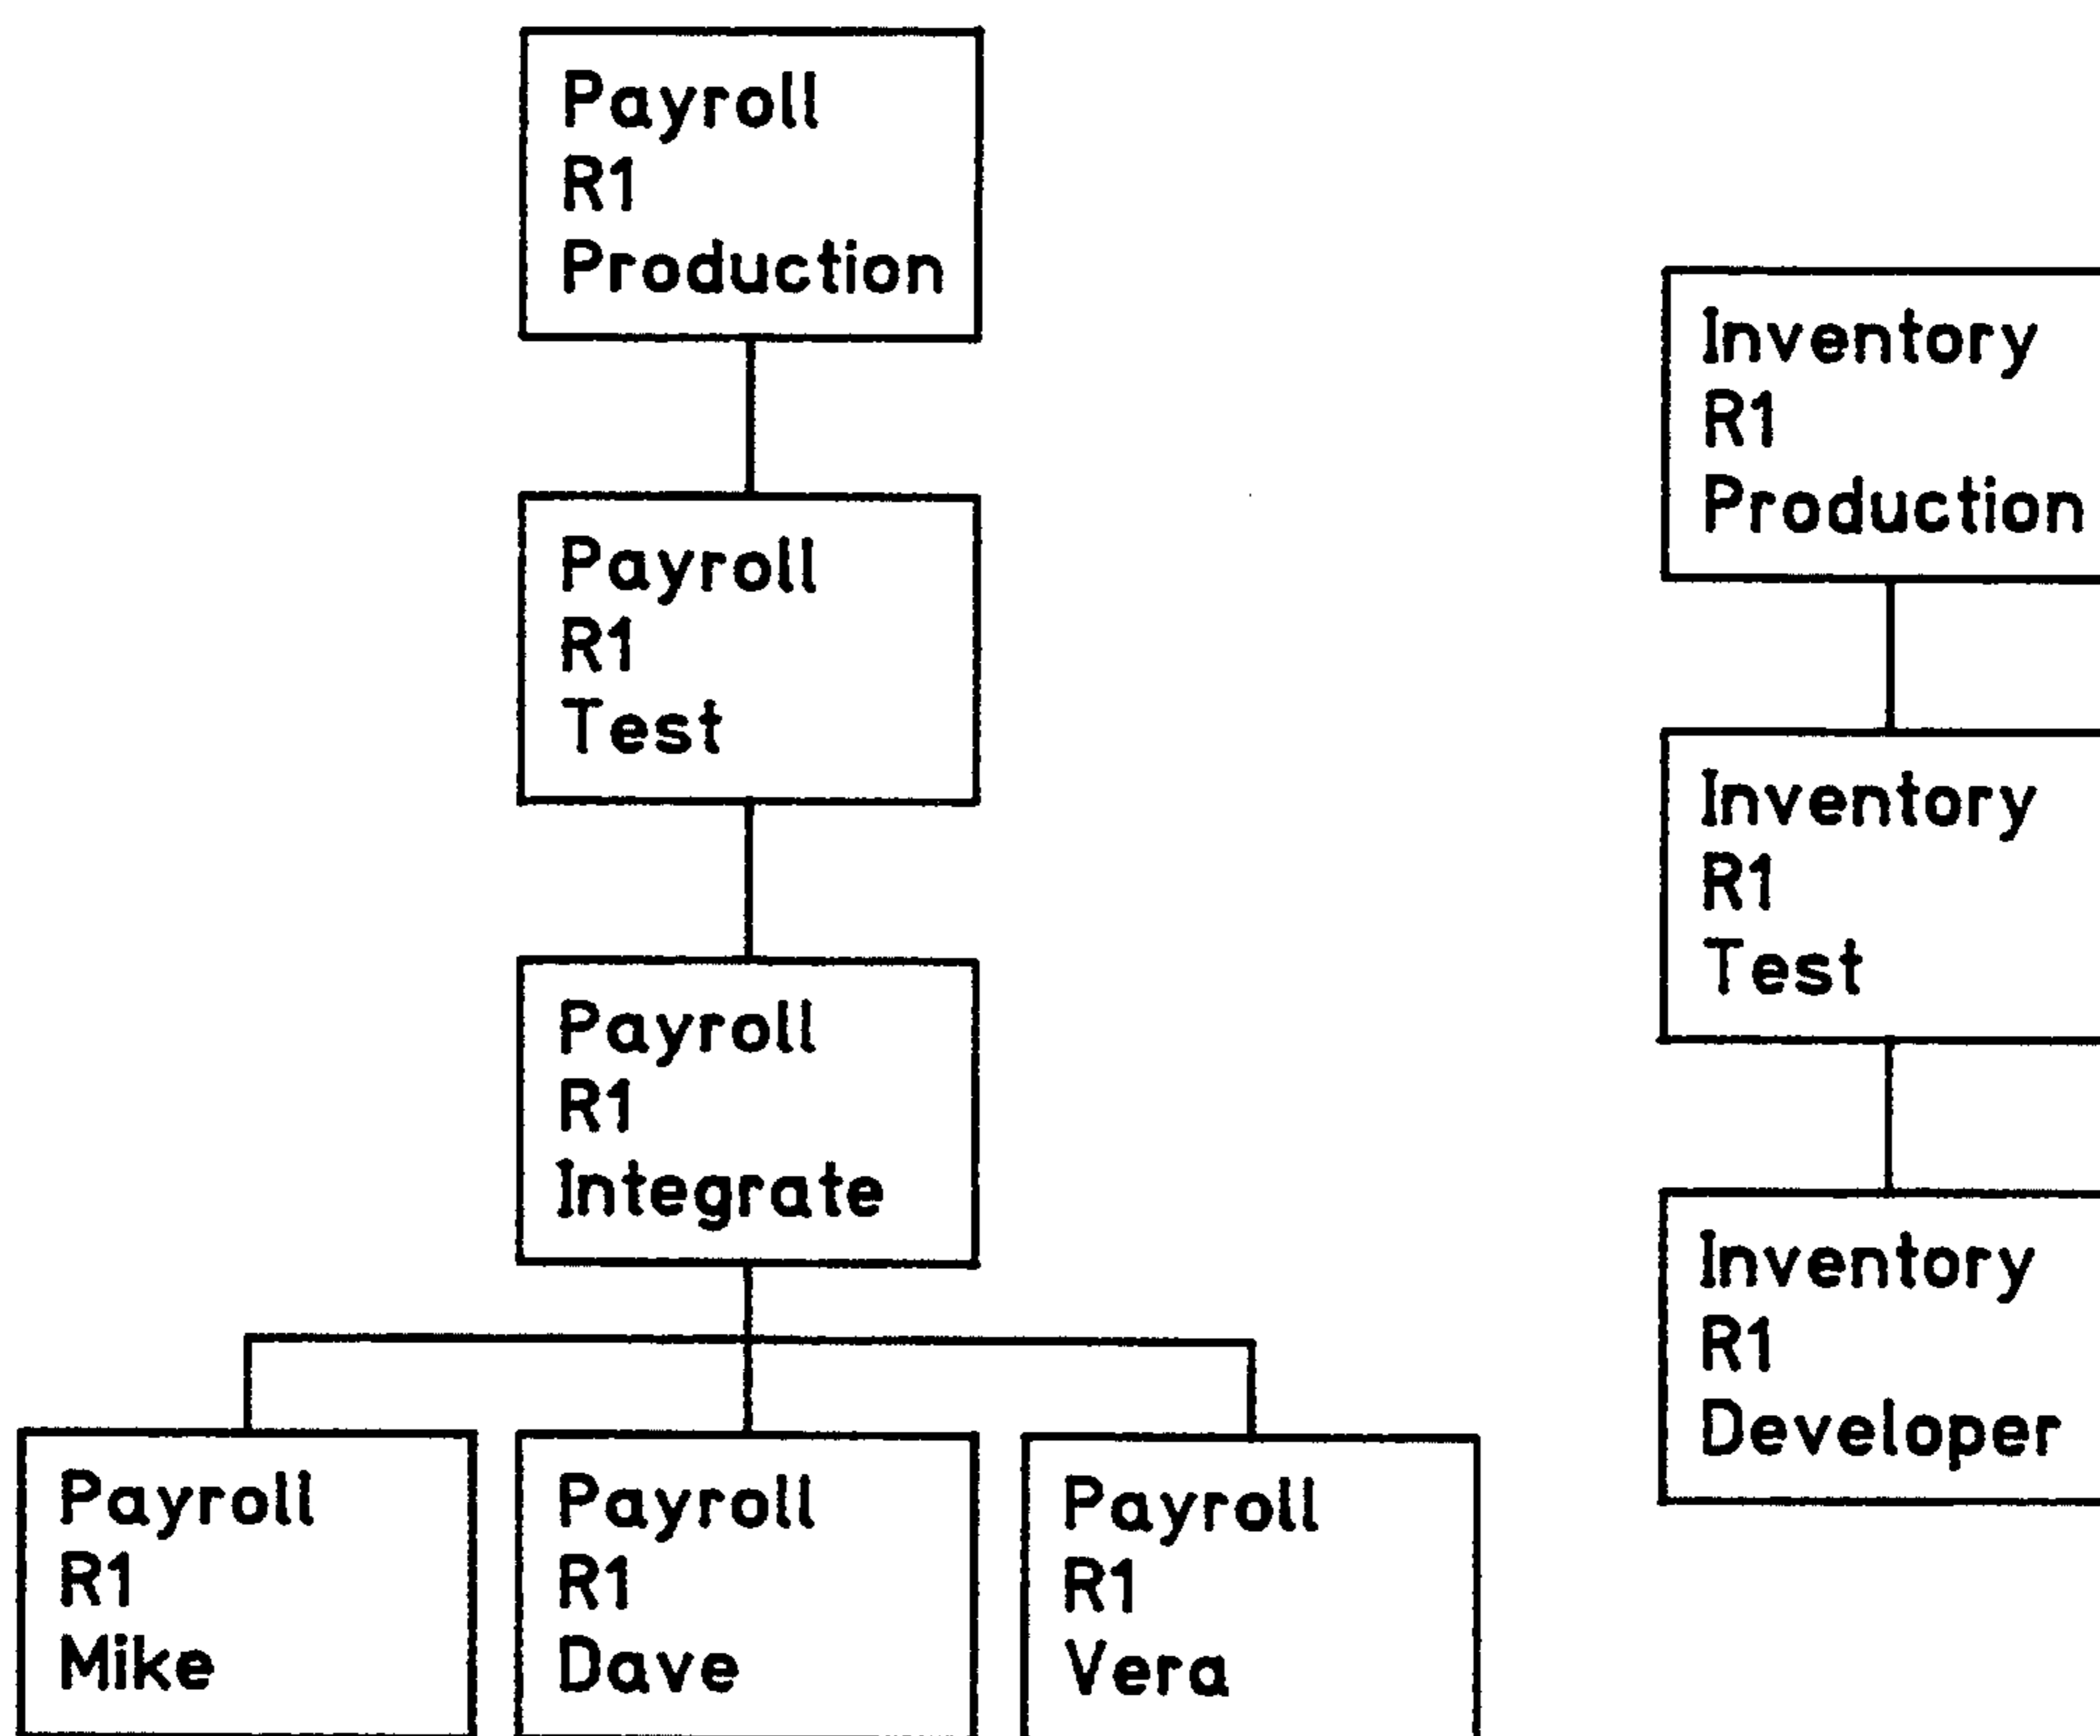 Payroll
R1
Production
Payroll
R1
Test
Payroll
R1
Integrate
Payroll
R1
Mike
Payroll
R1
Dave
Payroll
R1
Vera
Inventory
R1
Production
Inventory
R1
Test
Inventory
R1
Developer